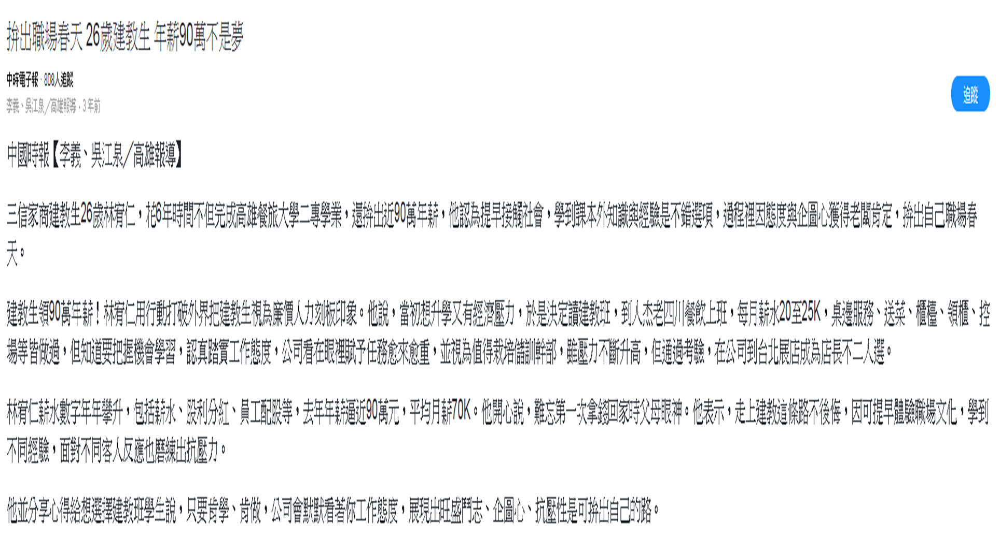 拚出職場春天 26歲建教生 年薪90萬不是夢
中時電子報 · 808人追蹤
追蹤
李義、吳江泉／高雄報導 · 3 年前
中國時報【李義、吳江泉／高雄報導】
三信家商建教生26歲林宥仁，花6年時間不但完成高雄餐旅大學二專學業，還拚出近90萬年薪，他認為提早接觸社會，學到課本外知識與經驗是不錯選項，過程裡因態度與企圖心獲得老闆肯定，拚出自己職場春
天。
建教生領90萬年薪！林宥仁用行動打破外界把建教生視為廉價人力刻板印象。他說，當初想升學又有經濟壓力，於是決定讀建教班，到人杰老四川餐飲上班，每月薪水20至25K，桌邊服務、送菜、櫃檯、領櫃、控
場等皆做過，但知道要把握機會學習，認真踏實工作態度，公司看在眼裡賦予任務愈來愈重，並視為值得栽培儲訓幹部，雖壓力不斷升高，但通過考驗，在公司到台北展店成為店長不二人選。
林宥仁薪水數字年年攀升，包括薪水、股利分紅、員工配股等，去年年薪逼近90萬元，平均月薪70K。他開心說，難忘第一次拿錢回家時父母眼神。他表示，走上建教這條路不後悔，因可提早體驗職場文化，學到
不同經驗，面對不同客人反應也磨練出抗壓力。
他並分享心得給想選擇建教班學生說，只要肯學、肯做，公司會默默看著你工作態度，展現出旺盛鬥志、企圖心、抗壓性是可拚出自己的路。